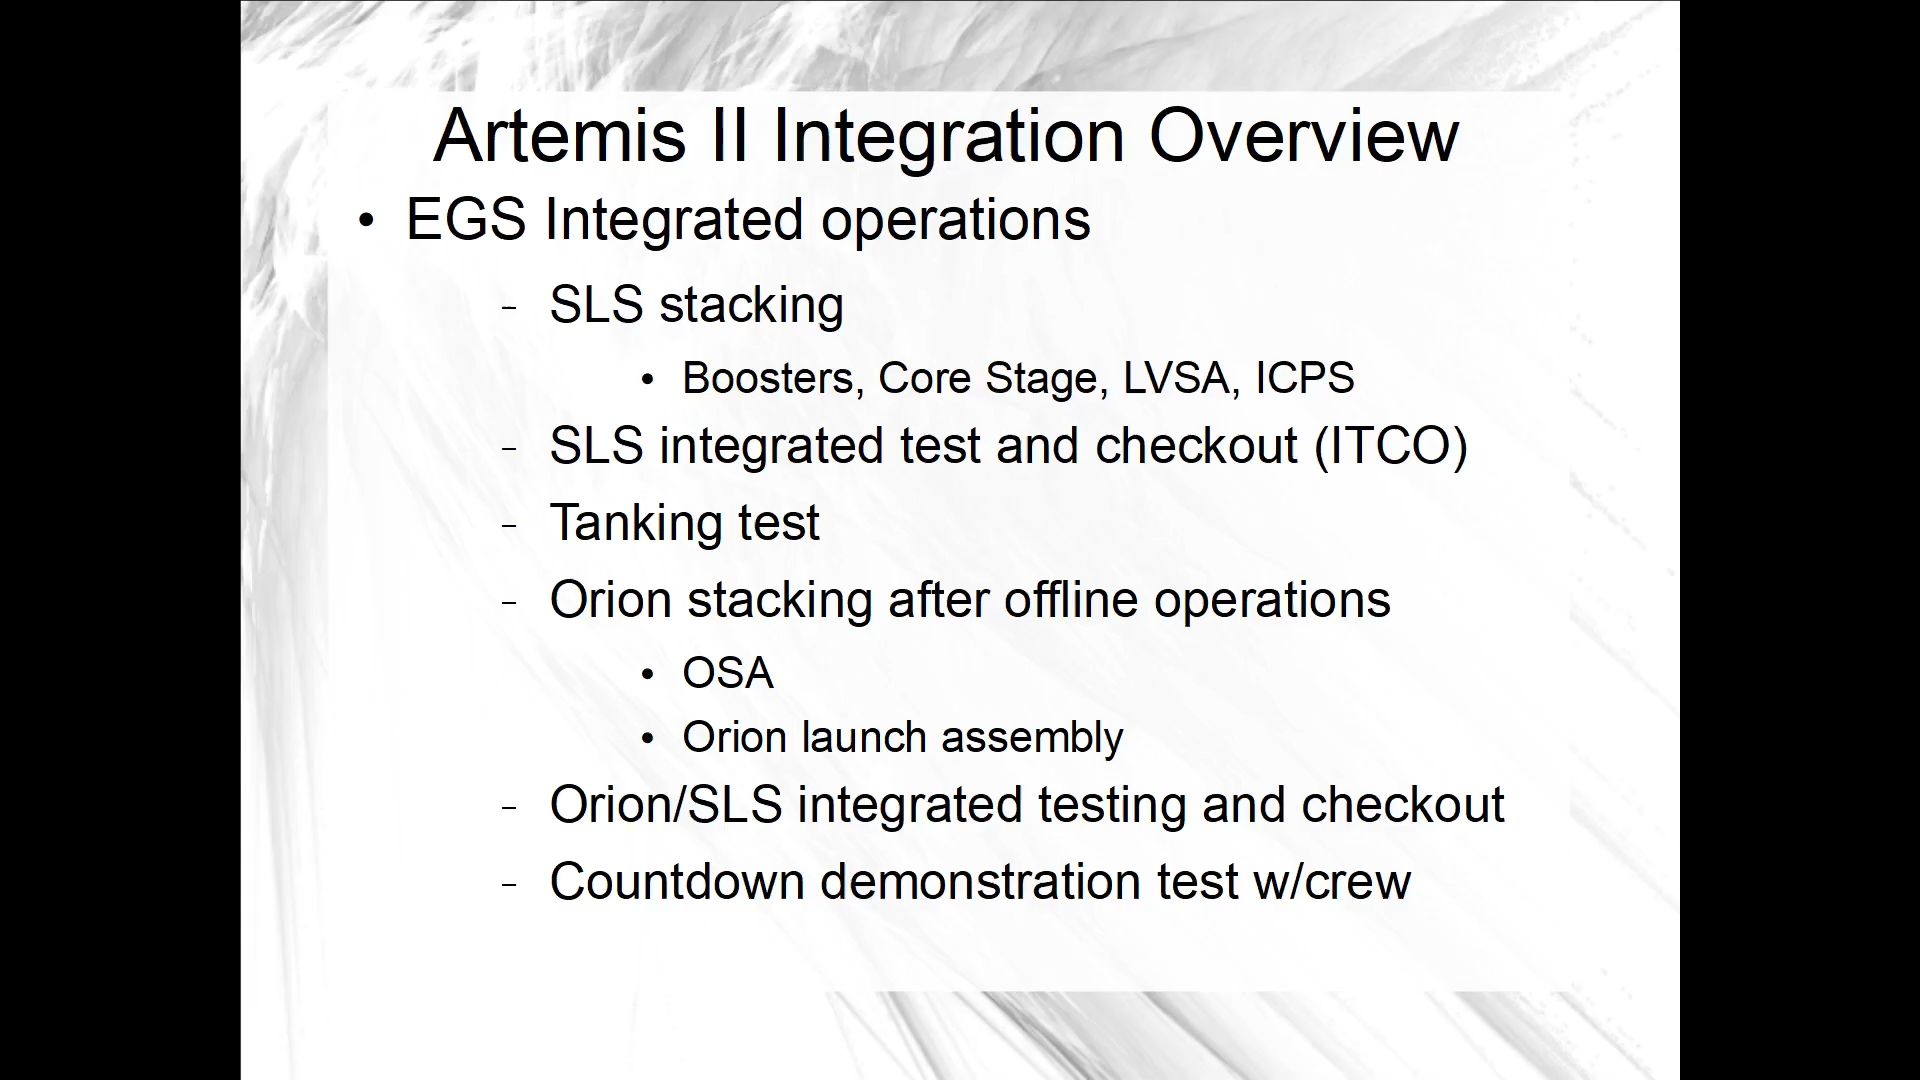 Artemis II Integration Overview
• EGS Integrated operations
– SLS stacking
• Boosters, Core Stage, LVSA, ICPS
– SLS integrated test and checkout (ITCO)
– Tanking test
– Orion stacking after offline operations
• OSA
• Orion launch assembly
– Orion/SLS integrated testing and checkout
– Countdown demonstration test w/crew